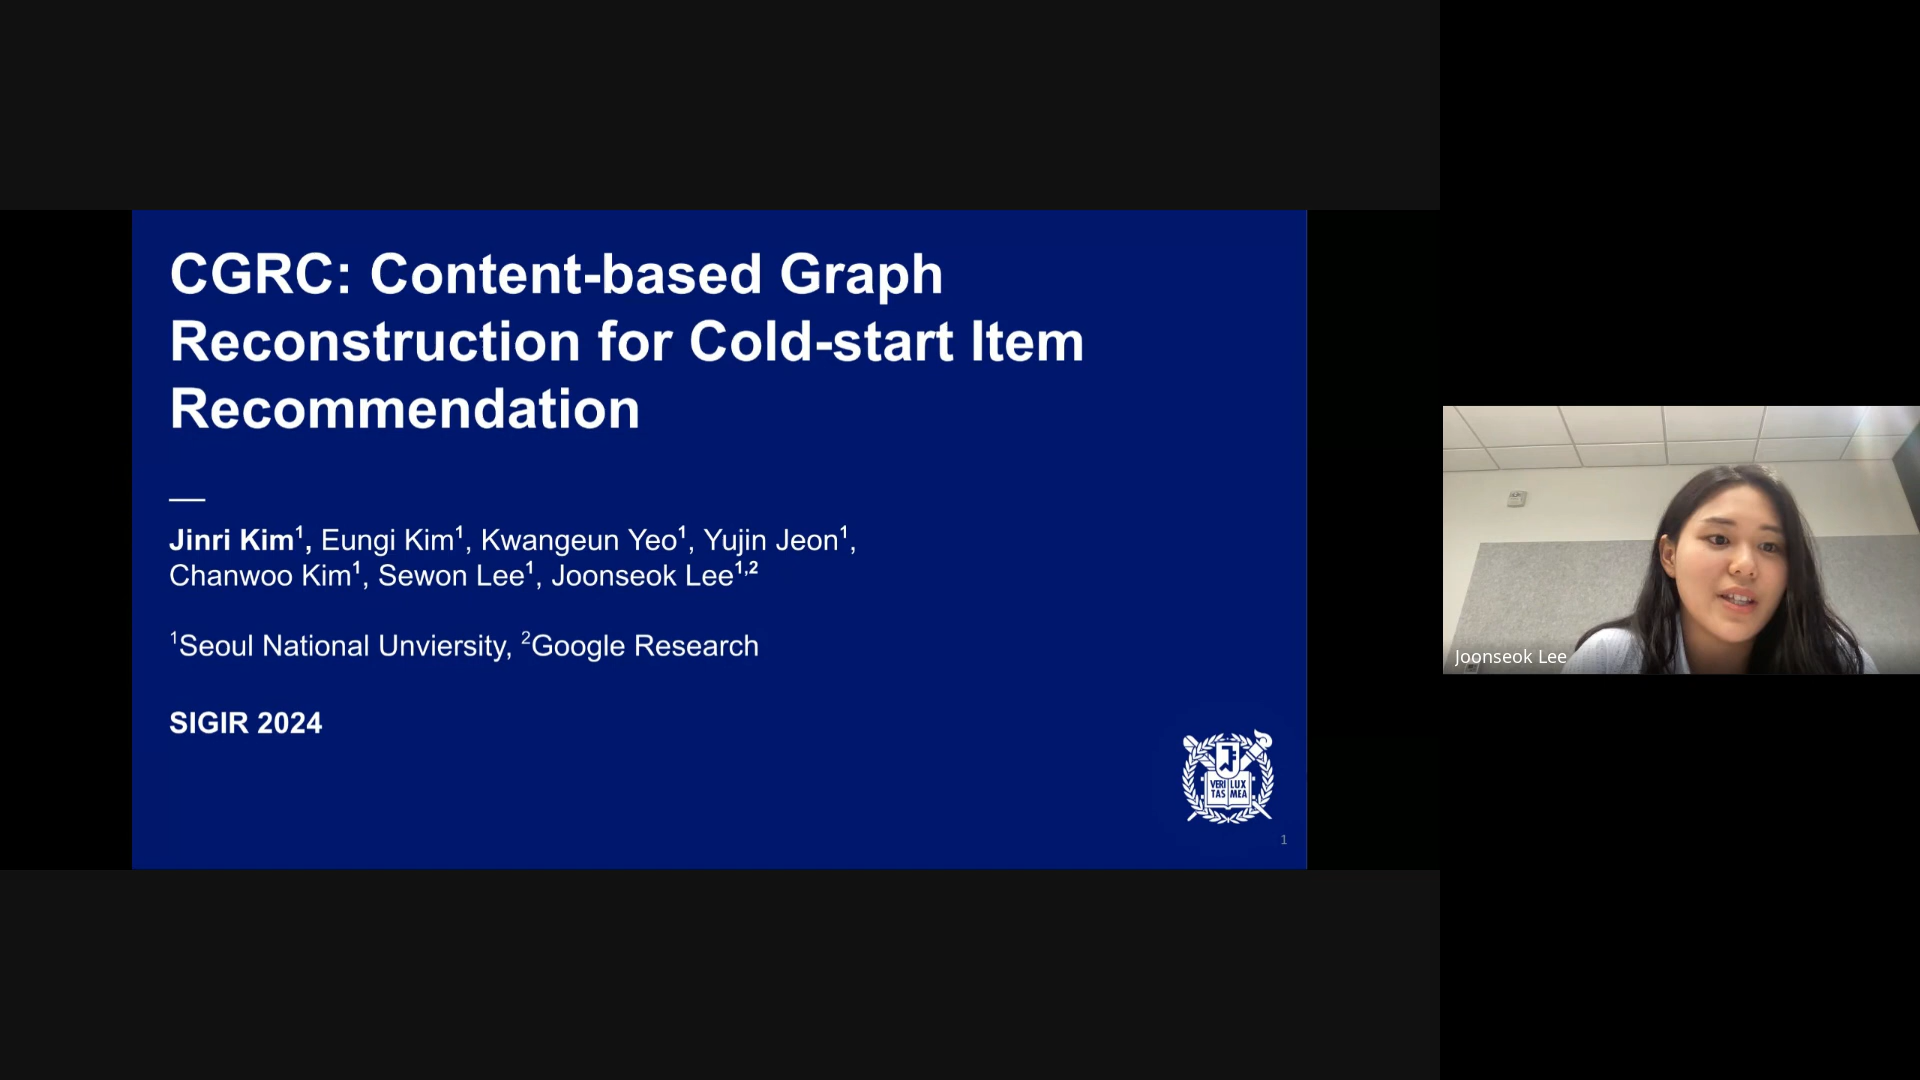 CGRC: Content-based Graph
Reconstruction for Cold-start Item
Recommendation
Jinri Kim¹, Eungi Kim¹, Kwangeun Yeo¹, Yujin Jeon¹,
Chanwoo Kim¹, Sewon Lee¹, Joonseok Lee¹,²
¹Seoul National Unviersity, ²Google Research
SIGIR 2024
VERI LUX
TAS MEA
1
Joonseok Lee